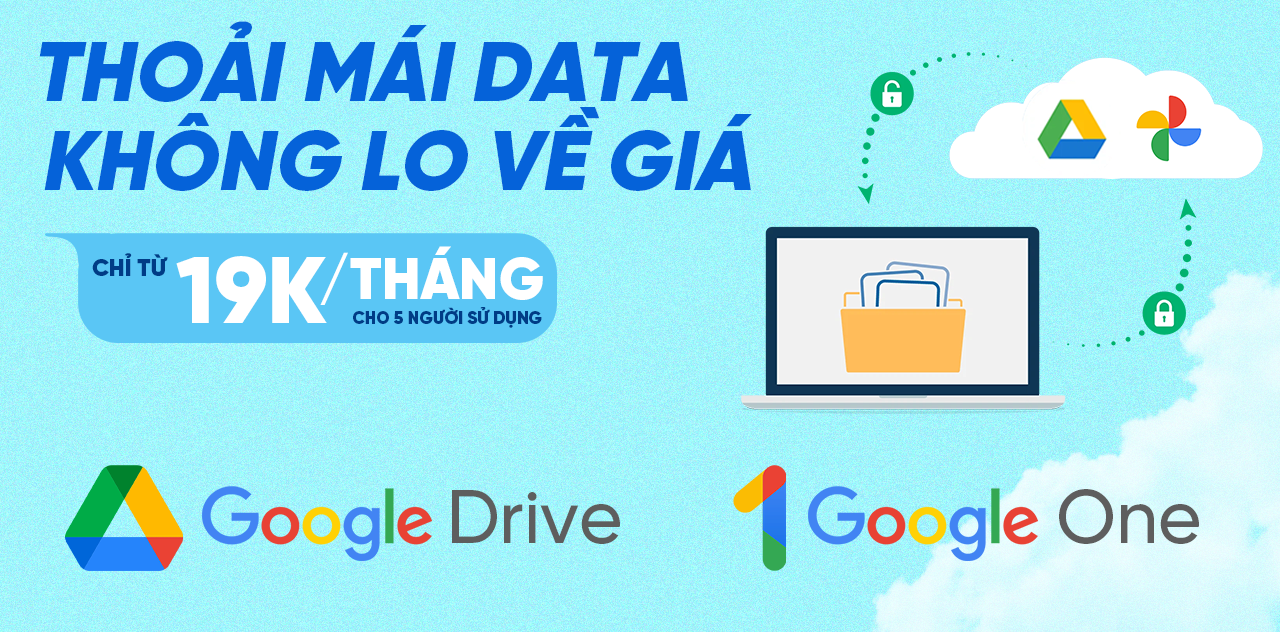 THOẢI MÁI DATA
KHÔNG LO VỀ GIÁ
CHỈ TỪ 19K/THÁNG
CHO 5 NGƯỜI SỬ DỤNG
Google Drive
Google One